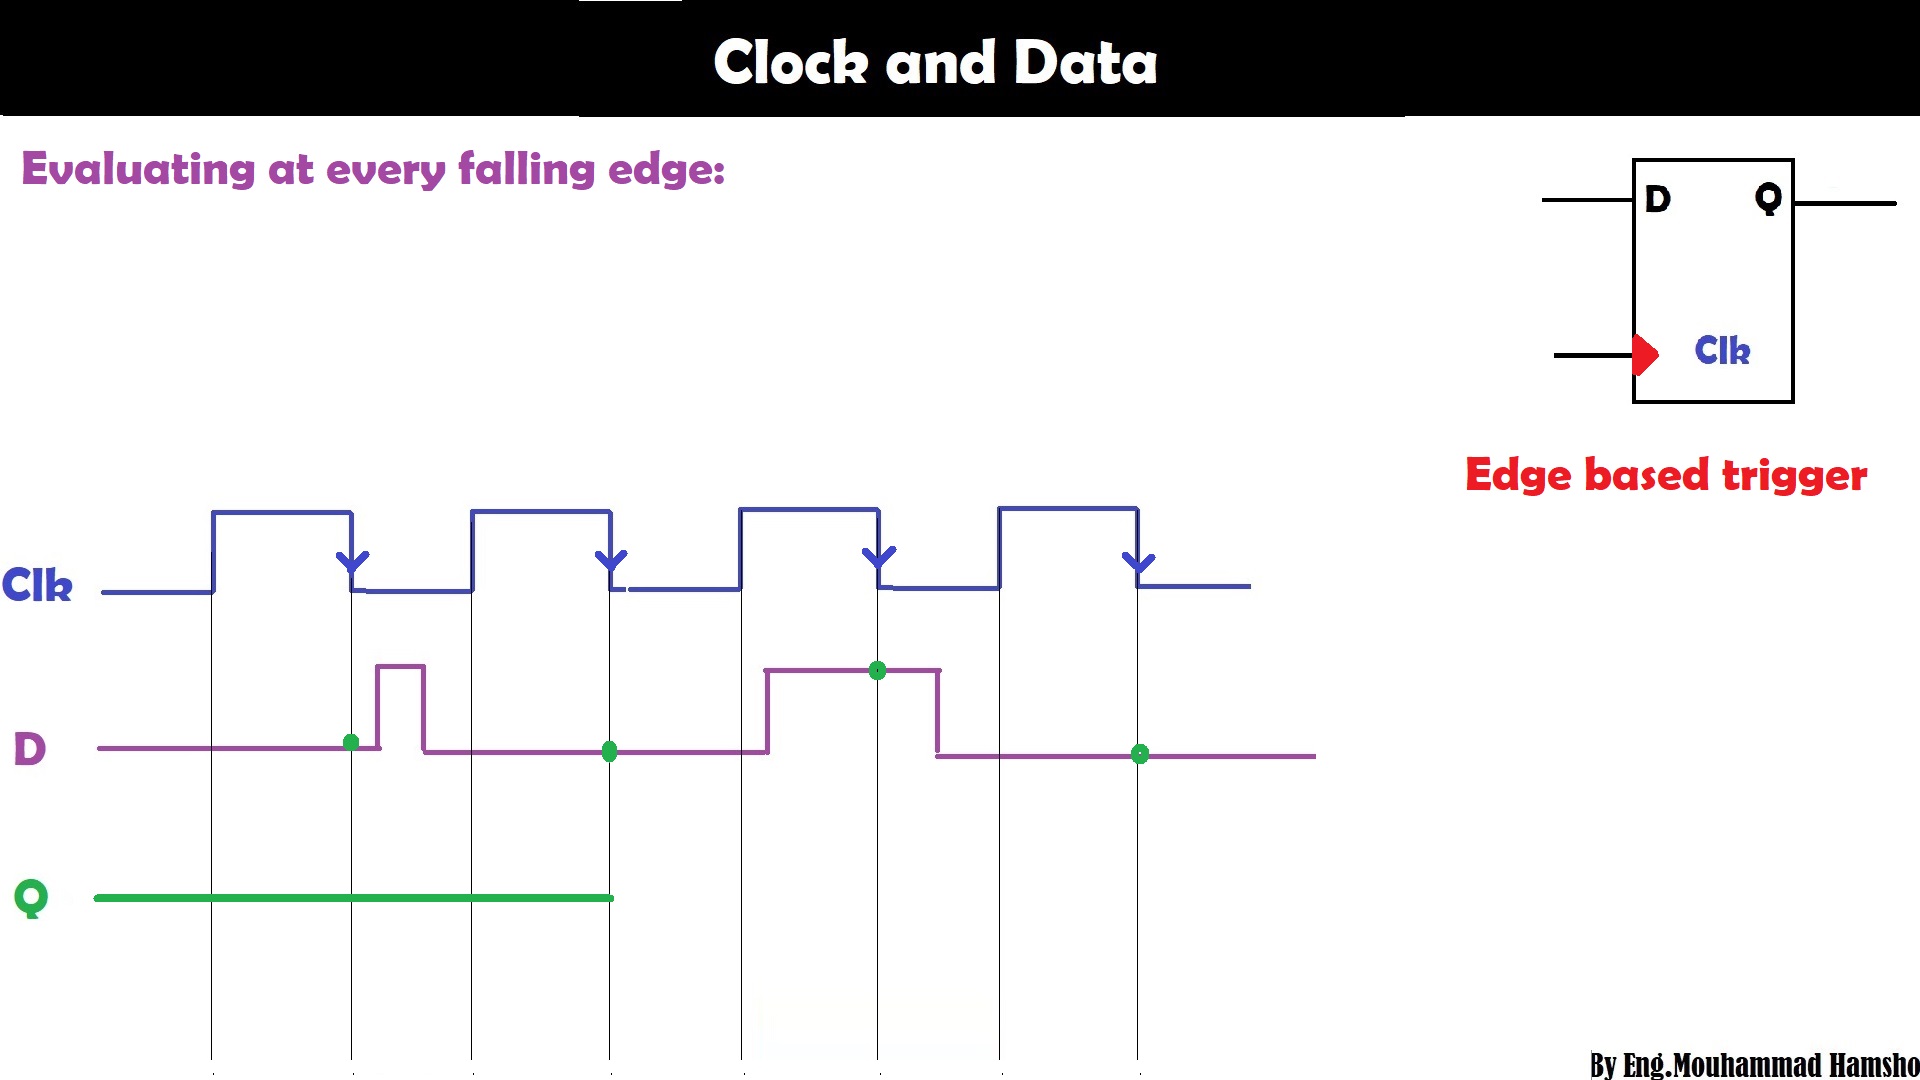 Clock and Data
Evaluating at every falling edge:
D Q
Clk
Edge based trigger
Clk
D
Q
By Eng.Mouhammad Hamsho